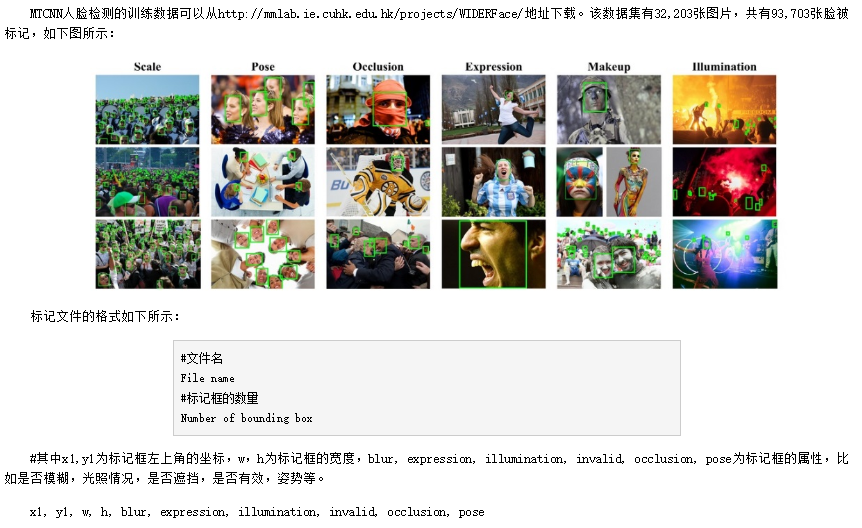 MTCNN人脸检测的训练数据可以从http://mmlab.ie.cuhk.edu.hk/projects/WIDERFace/地址下载。该数据集有32,203张图片，共有93,703张脸被
标记，如下图所示：
Scale Pose Occlusion Expression Makeup Illumination
标记文件的格式如下所示：
#文件名
File name
#标记框的数量
Number of bounding box
#其中x1,y1为标记框左上角的坐标，w，h为标记框的宽度，blur, expression, illumination, invalid, occlusion, pose为标记框的属性，比
如是否模糊，光照情况，是否遮挡，是否有效，姿势等。
x1, y1, w, h, blur, expression, illumination, invalid, occlusion, pose